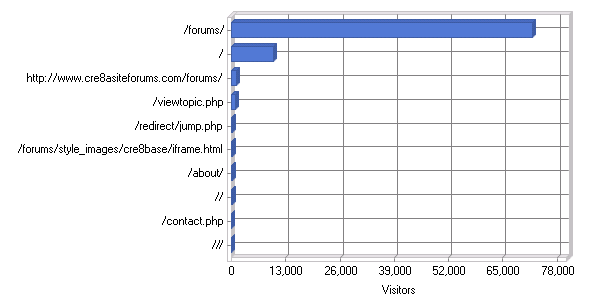 /forums/
/
http://www.cre8asiteforums.com/forums/
/viewtopic.php
/redirect/jump.php
/forums/style_images/cre8base/iframe.html
/about/
//
/contact.php
///
0 13,000 26,000 39,000 52,000 65,000 78,000
Visitors